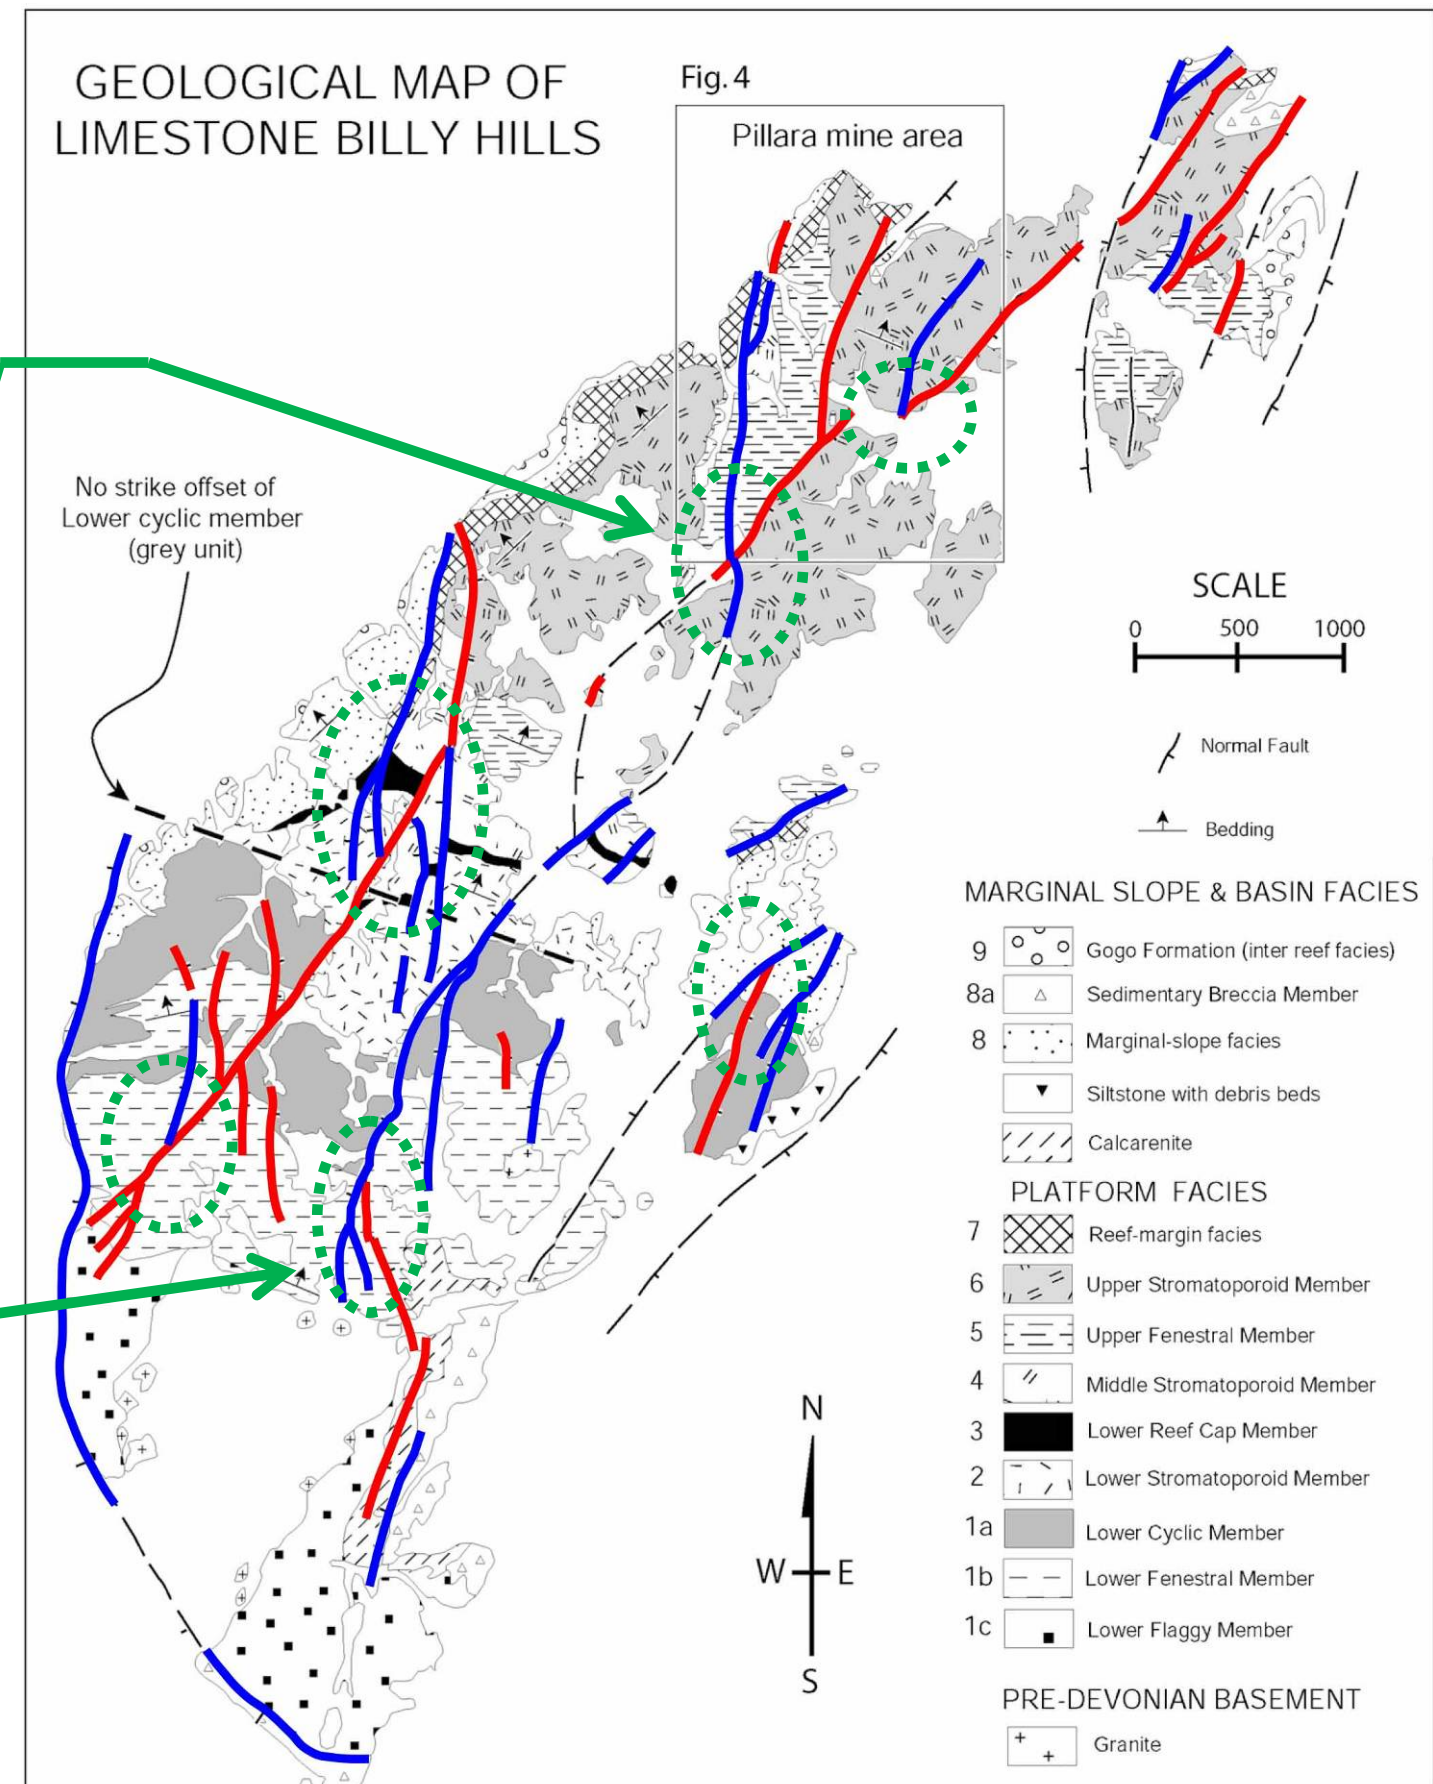 GEOLOGICAL MAP OF
LIMESTONE BILLY HILLS
Fig. 4
Pillara mine area
No strike offset of
Lower cyclic member
(grey unit)
SCALE
0 500 1000
Normal Fault
Bedding
MARGINAL SLOPE & BASIN FACIES
9 Gogo Formation (inter reef facies)
8a Sedimentary Breccia Member
8 Marginal-slope facies
Siltstone with debris beds
Calcarenite
PLATFORM FACIES
7 Reef-margin facies
6 Upper Stromatoporoid Member
5 Upper Fenestral Member
4 Middle Stromatoporoid Member
3 Lower Reef Cap Member
2 Lower Stromatoporoid Member
1a Lower Cyclic Member
1b Lower Fenestral Member
1c Lower Flaggy Member
PRE-DEVONIAN BASEMENT
Granite
N
W E
S